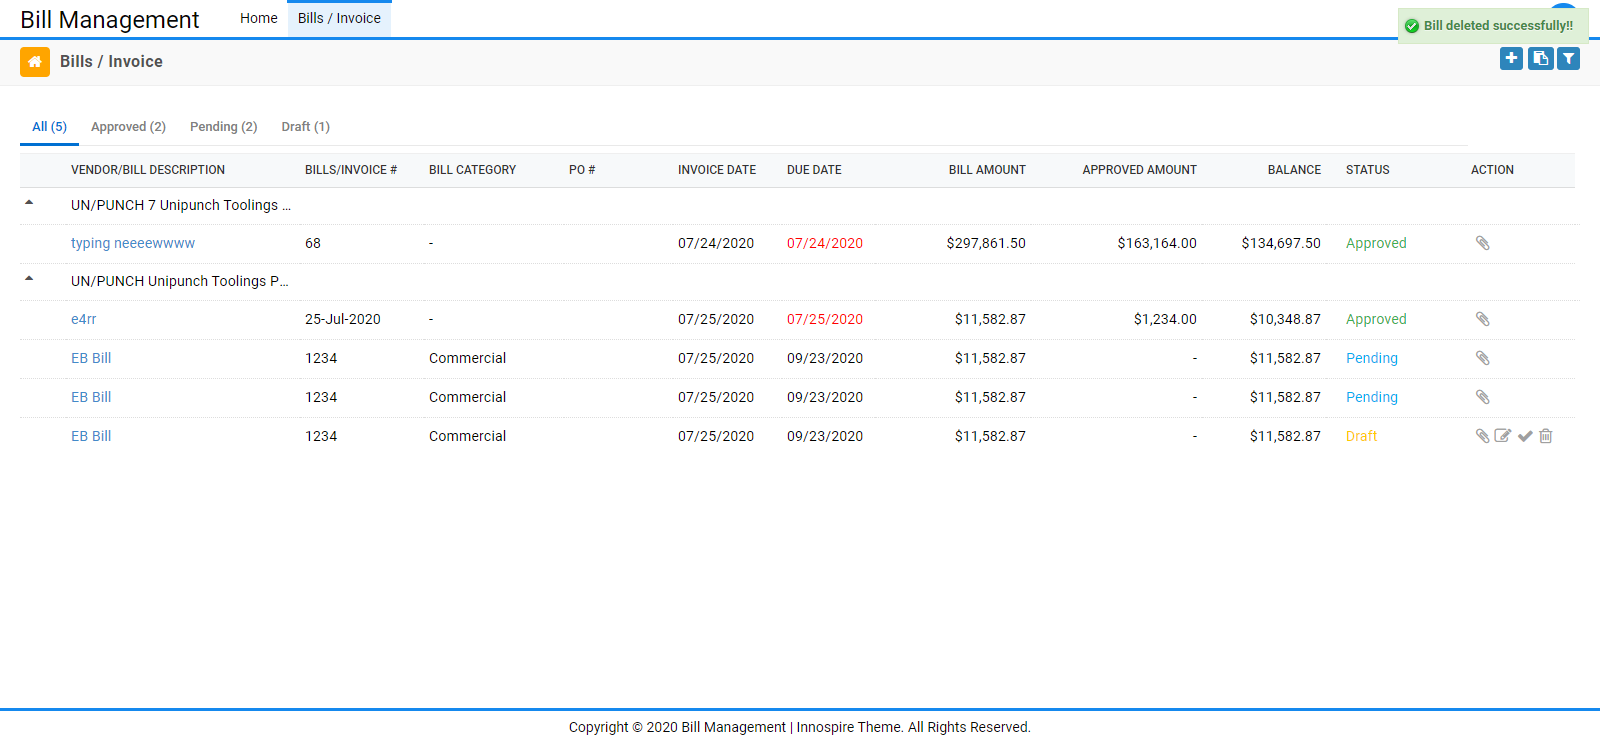 Bill Management Home Bills / Invoice
Bill deleted successfully!!
Bills / Invoice
All (5) Approved (2) Pending (2) Draft (1)
VENDOR/BILL DESCRIPTION BILLS/INVOICE # BILL CATEGORY PO # INVOICE DATE DUE DATE BILL AMOUNT APPROVED AMOUNT BALANCE STATUS ACTION
UN/PUNCH 7 Unipunch Toolings ...
typing neeeewwww 68 - 07/24/2020 07/24/2020 $297,861.50 $163,164.00 $134,697.50 Approved
UN/PUNCH Unipunch Toolings P...
e4rr 25-Jul-2020 - 07/25/2020 07/25/2020 $11,582.87 $1,234.00 $10,348.87 Approved
EB Bill 1234 Commercial 07/25/2020 09/23/2020 $11,582.87 - $11,582.87 Pending
EB Bill 1234 Commercial 07/25/2020 09/23/2020 $11,582.87 - $11,582.87 Pending
EB Bill 1234 Commercial 07/25/2020 09/23/2020 $11,582.87 - $11,582.87 Draft
Copyright © 2020 Bill Management | Innospire Theme. All Rights Reserved.